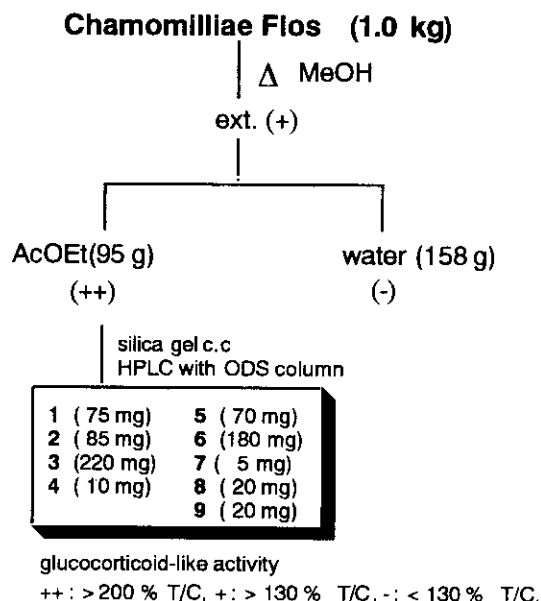 Chamomilliae Flos (1.0 kg)
Δ MeOH
ext. (+)
AcOEt(95 g) water (158 g)
(++) (-)
silica gel c.c
HPLC with ODS column
1 ( 75 mg) 5 ( 70 mg)
2 ( 85 mg) 6 (180 mg)
3 (220 mg) 7 ( 5 mg)
4 ( 10 mg) 8 ( 20 mg)
9 ( 20 mg)
glucocorticoid-like activity
++ : > 200 % T/C, + : > 130 % T/C, - : < 130 % T/C.